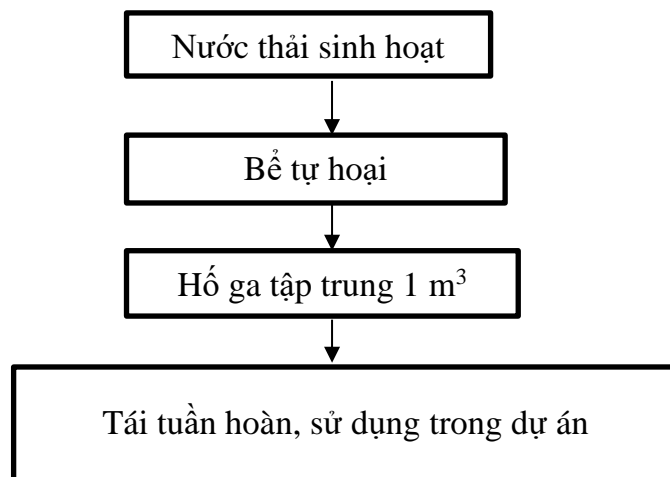 Nước thải sinh hoạt
Bể tự hoại
Hố ga tập trung 1 m³
Tái tuần hoàn, sử dụng trong dự án